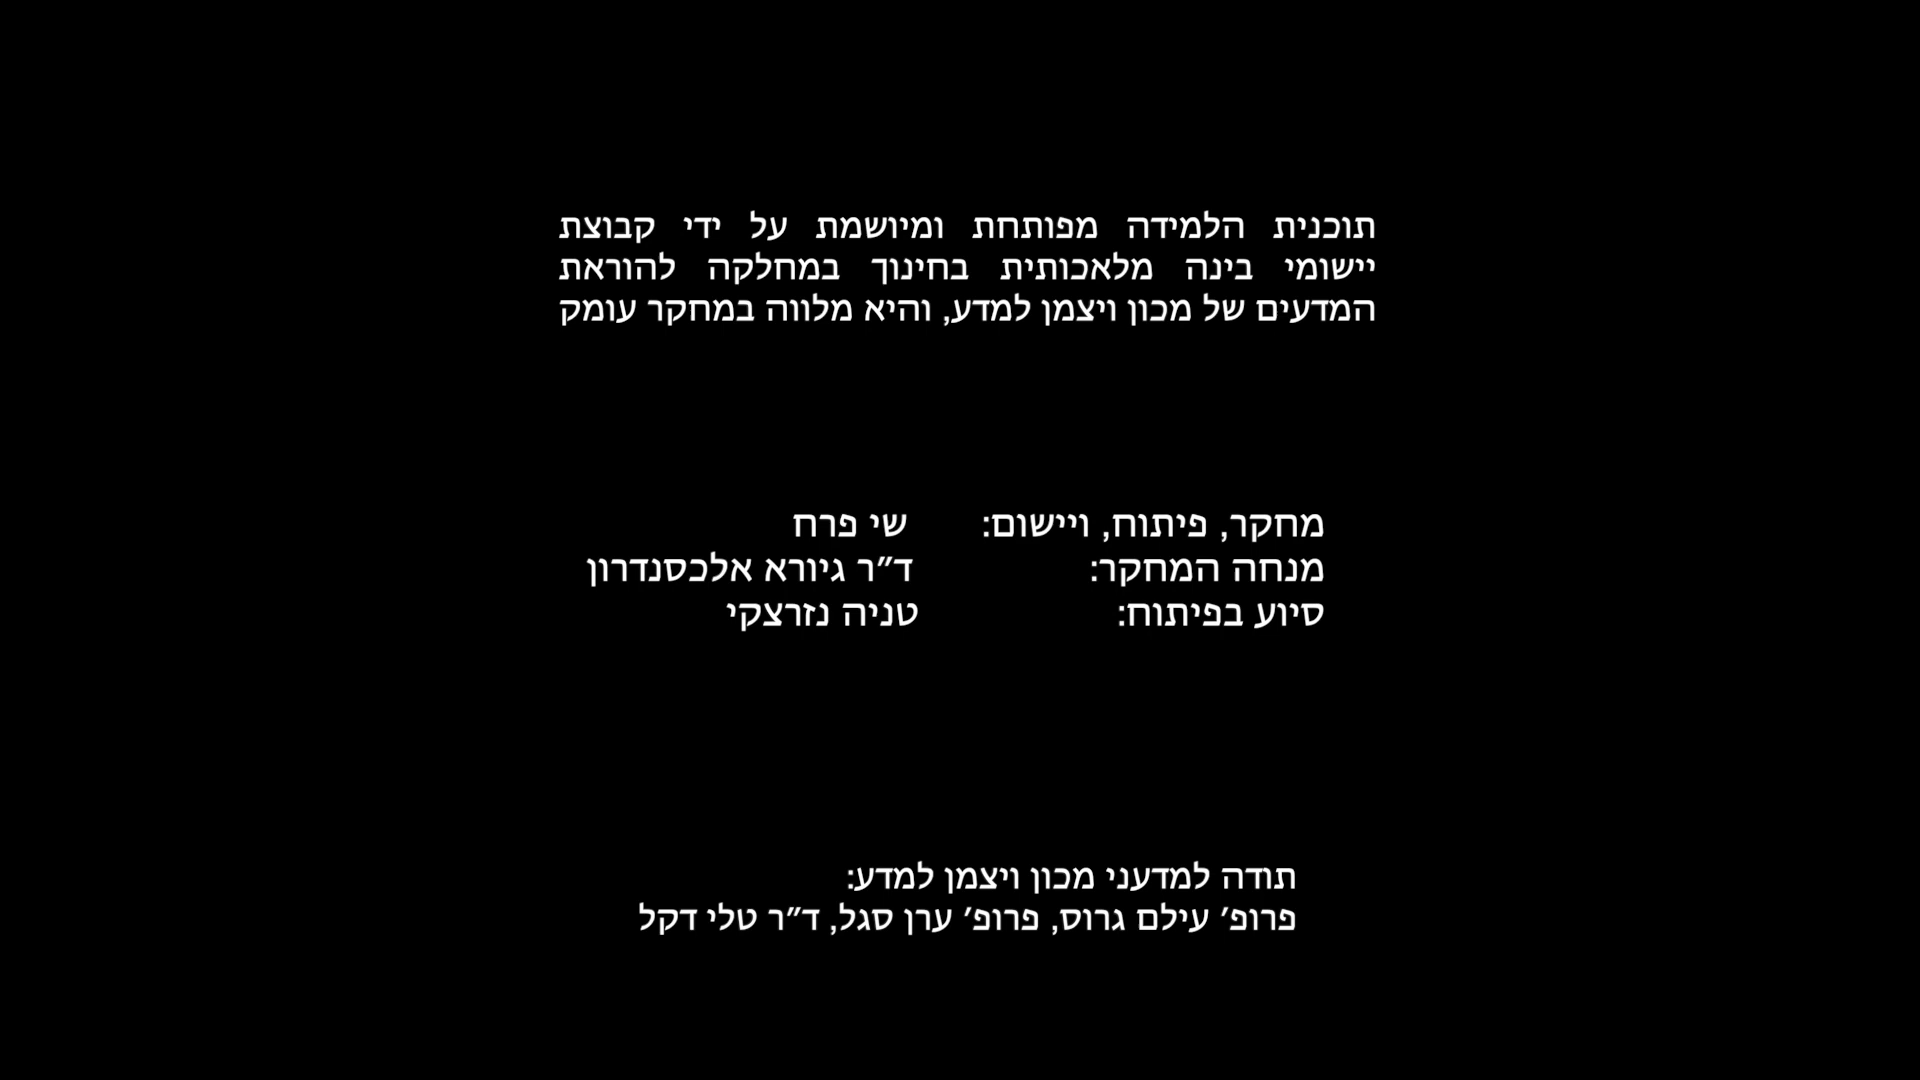 תוכנית הלמידה מפותחת ומיושמת על ידי קבוצת
יישומי בינה מלאכותית בחינוך במחלקה להוראת
המדעים של מכון ויצמן למדע, והיא מלווה במחקר עומק
מחקר, פיתוח, ויישום: שי פרח
מנחה המחקר: ד״ר גיורא אלכסנדרון
סיוע בפיתוח: טניה נזרצקי
תודה למדעני מכון ויצמן למדע:
פרופ׳ עילם גרוס, פרופ׳ ערן סגל, ד״ר טלי דקל